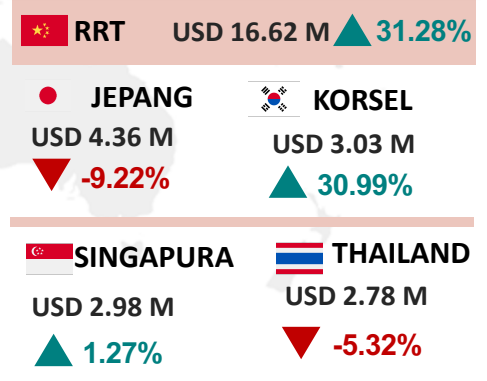 RRT USD 16.62 M 31.28%
JEPANG
USD 4.36 M
-9.22%
KORSEL
USD 3.03 M
30.99%
SINGAPURA
USD 2.98 M
1.27%
THAILAND
USD 2.78 M
-5.32%